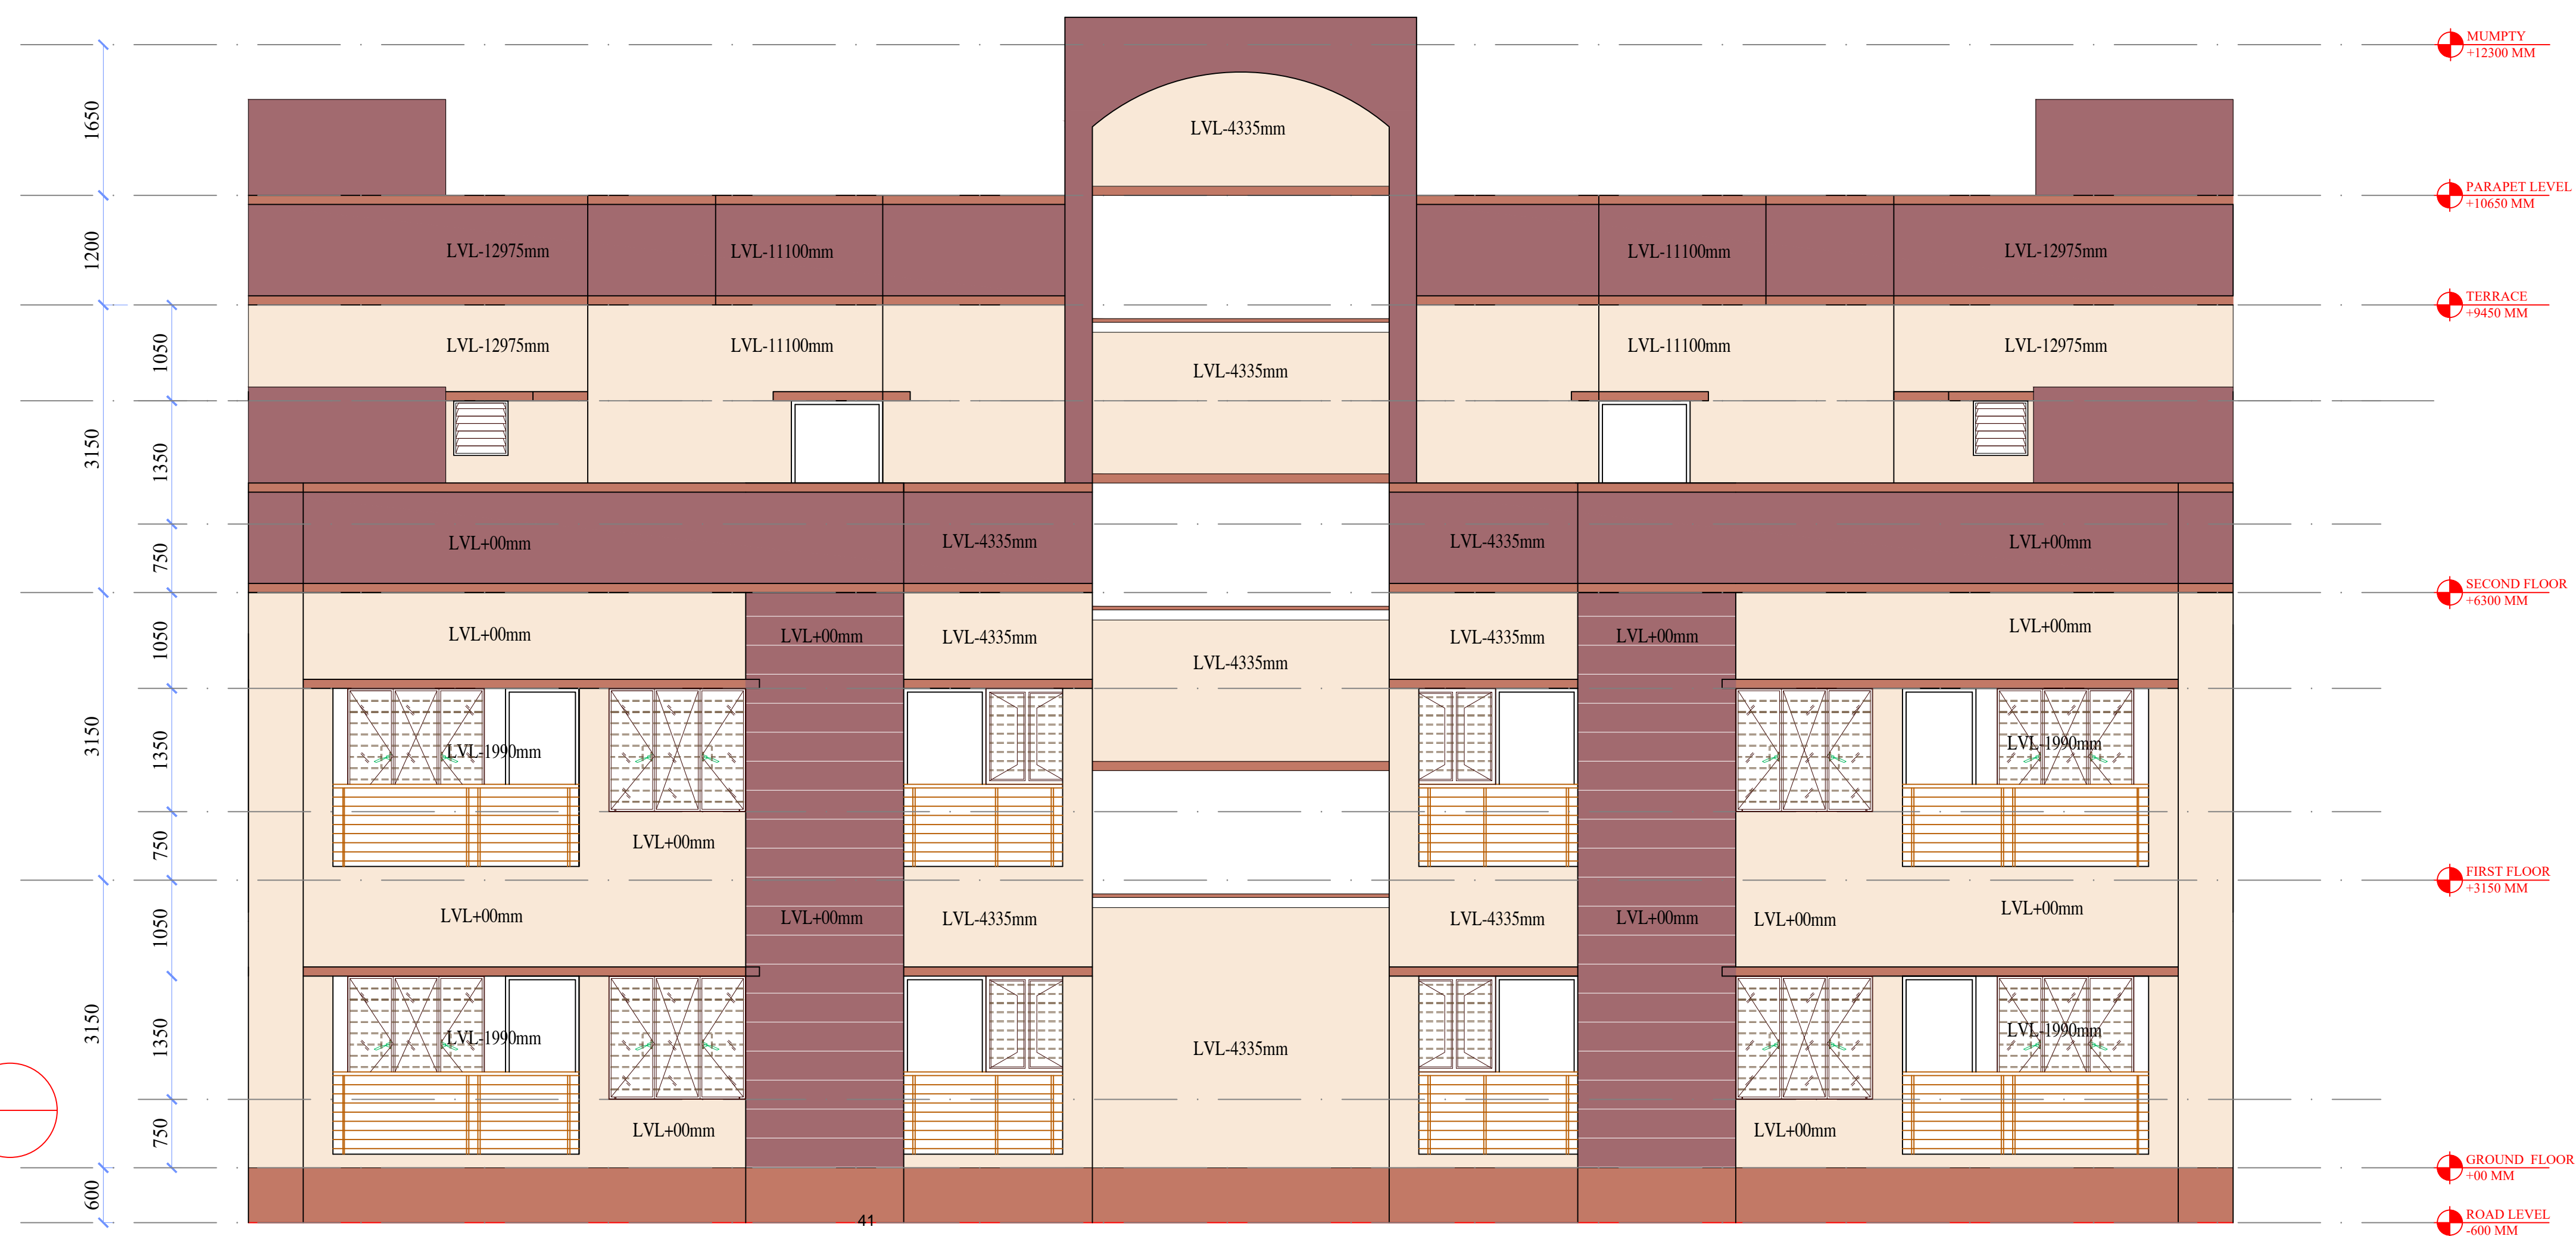 MUMPTY
+12300 MM
1650
LVL-4335mm
PARAPET LEVEL
+10650 MM
1200
LVL-12975mm
LVL-11100mm
LVL-11100mm
LVL-12975mm
TERRACE
+9450 MM
1050
LVL-12975mm
LVL-11100mm
LVL-4335mm
LVL-11100mm
LVL-12975mm
3150
1350
750
LVL+00mm
LVL-4335mm
LVL-4335mm
LVL+00mm
SECOND FLOOR
+6300 MM
1050
LVL+00mm
LVL+00mm
LVL-4335mm
LVL-4335mm
LVL-4335mm
LVL+00mm
LVL+00mm
3150
1350
LVL-1990mm
LVL-1990mm
750
LVL+00mm
FIRST FLOOR
+3150 MM
1050
LVL+00mm
LVL+00mm
LVL-4335mm
LVL-4335mm
LVL+00mm
LVL+00mm
LVL+00mm
3150
1350
LVL-1990mm
LVL-4335mm
LVL-1990mm
750
LVL+00mm
LVL+00mm
GROUND FLOOR
+00 MM
600
41
ROAD LEVEL
-600 MM